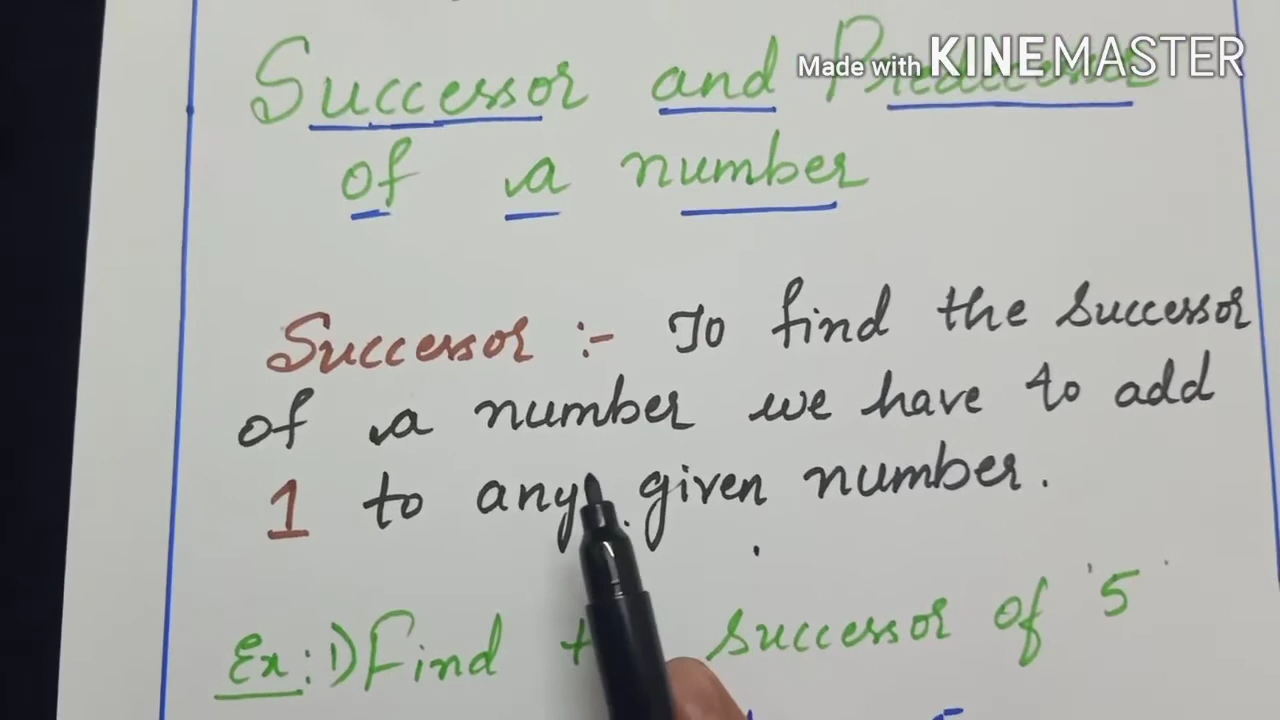 Made with KINEMASTER
Successor and
of a number
Successor :- To find the successor
of a number we have to add
1 to any given number.
Ex:1) Find successor of '5'